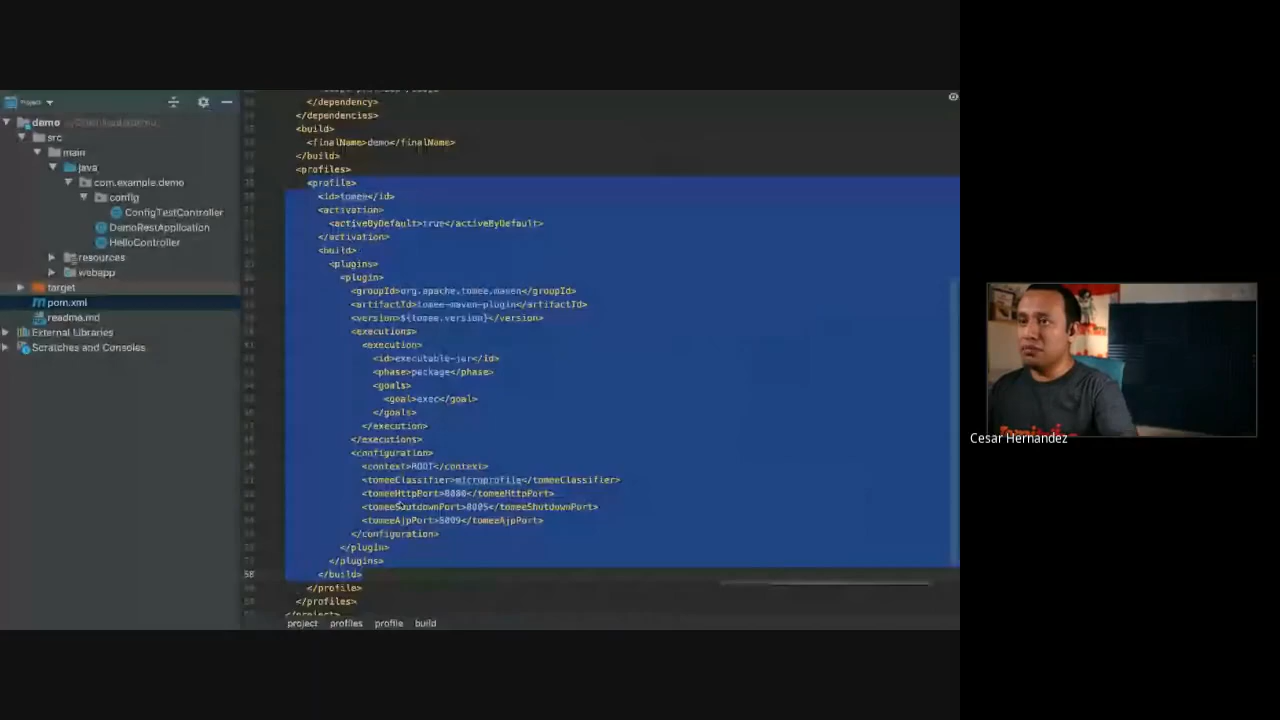 demo
src
main
java
com.example.demo
config
ConfigTestController
DemoRestApplication
HelloController
resources
webapp
target
pom.xml
readme.md
External Libraries
Scratches and Consoles
</dependency>
</dependencies>
<build>
<finalName>demo</finalName>
</build>
<profiles>
<profile>
<id>tomee</id>
<activation>
<activeByDefault>true</activeByDefault>
</activation>
<build>
<plugins>
<plugin>
<groupId>org.apache.tomee.maven</groupId>
<artifactId>tomee-maven-plugin</artifactId>
<version>${tomee.version}</version>
<executions>
<execution>
<id>executable-jar</id>
<phase>package</phase>
<goals>
<goal>exec</goal>
</goals>
</execution>
</executions>
<configuration>
<context>ROOT</context>
<tomeeClassifier>microprofile</tomeeClassifier>
<tomeeHttpPort>8080</tomeeHttpPort>
<tomeeShutdownPort>8005</tomeeShutdownPort>
<tomeeAjpPort>8009</tomeeAjpPort>
</configuration>
</plugin>
</plugins>
</build>
</profile>
</profiles>
</project>
project profiles profile build
58
Cesar Hernandez